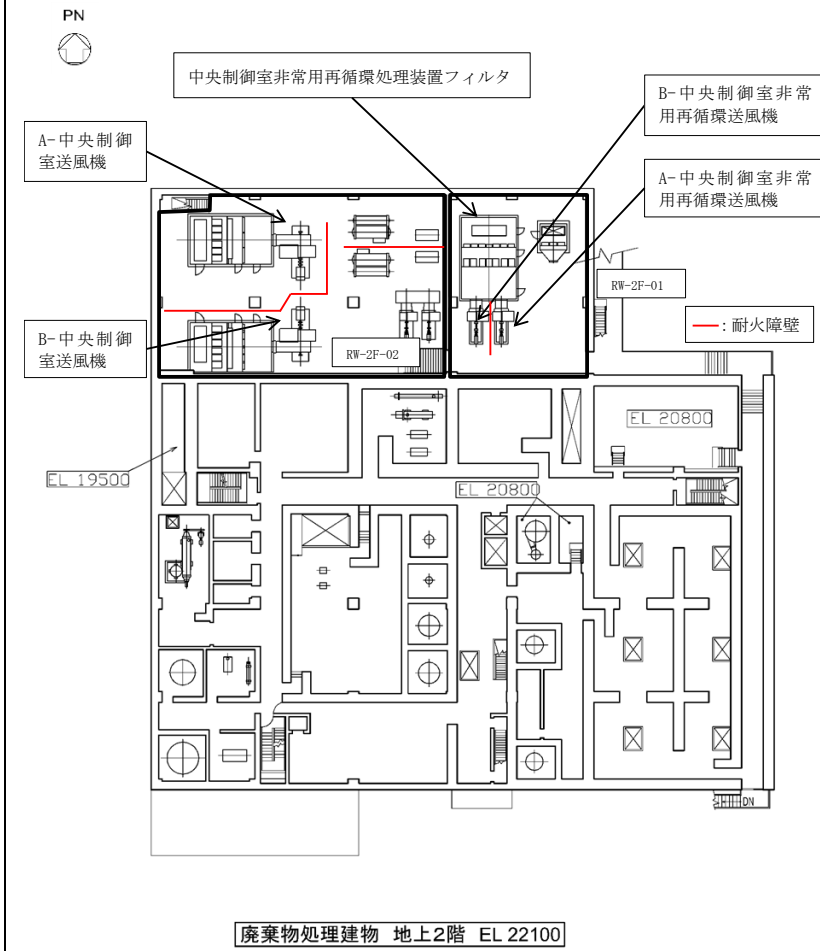 PN
中央制御室非常用再循環処理装置フィルタ
B-中央制御室非常
用再循環送風機
A-中央制御
室送風機
A-中央制御室非常
用再循環送風機
RW-2F-01
：耐火障壁
B-中央制御
室送風機
RW-2F-02
EL 20800
EL 19500
EL 20800
DN
廃棄物処理建物 地上2階 EL 22100